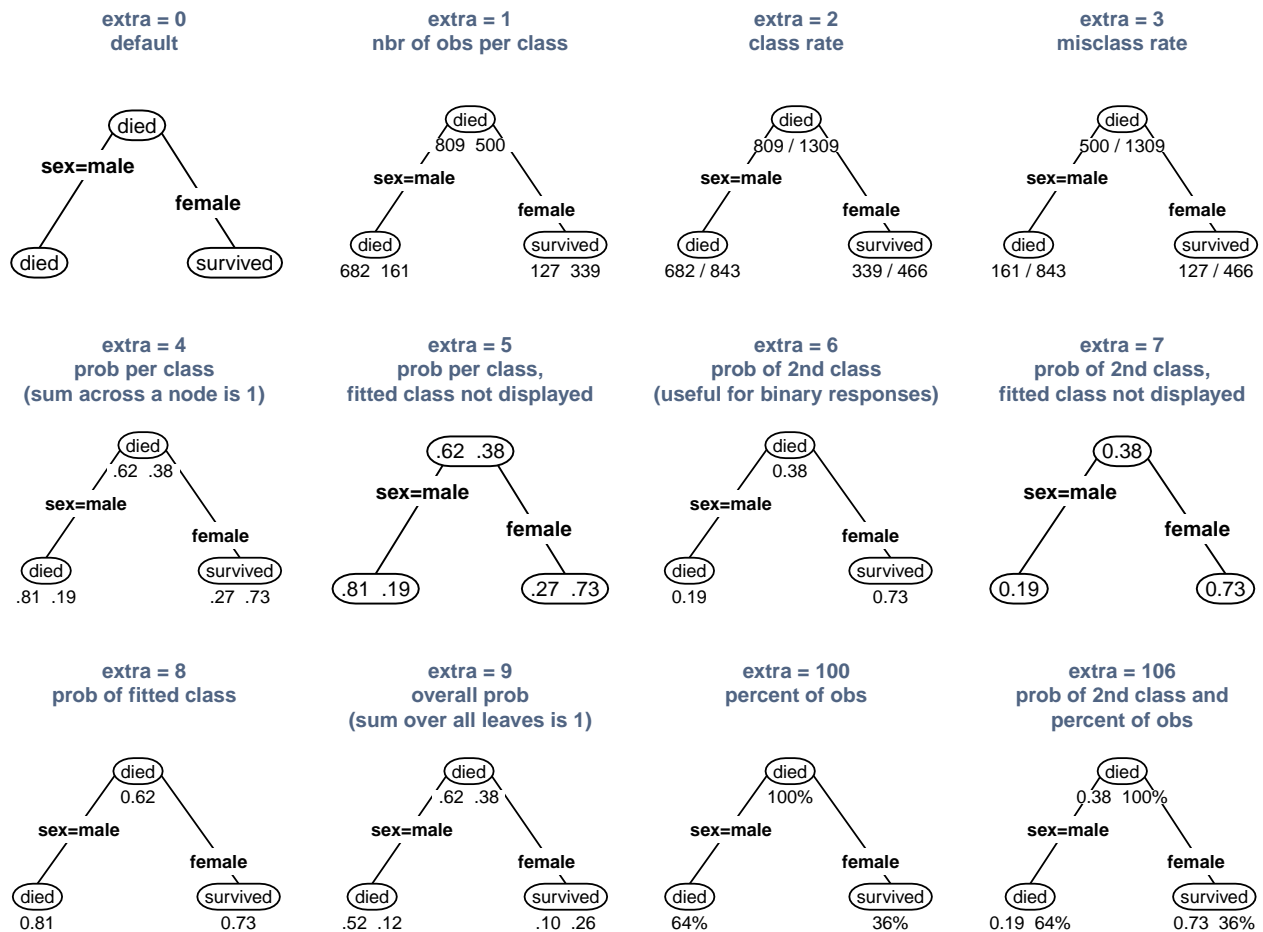 extra = 0
default
died
sex=male
female
died
survived
extra = 1
nbr of obs per class
died
809 500
sex=male
female
died
survived
682 161
127 339
extra = 2
class rate
died
809 / 1309
sex=male
female
died
survived
682 / 843
339 / 466
extra = 3
misclass rate
died
500 / 1309
sex=male
female
died
survived
161 / 843
127 / 466
extra = 4
prob per class
(sum across a node is 1)
died
.62 .38
sex=male
female
died
survived
.81 .19
.27 .73
extra = 5
prob per class,
fitted class not displayed
.62 .38
sex=male
female
.81 .19
.27 .73
extra = 6
prob of 2nd class
(useful for binary responses)
died
0.38
sex=male
female
died
survived
0.19
0.73
extra = 7
prob of 2nd class,
fitted class not displayed
0.38
sex=male
female
0.19
0.73
extra = 8
prob of fitted class
died
0.62
sex=male
female
died
survived
0.81
0.73
extra = 9
overall prob
(sum over all leaves is 1)
died
.62 .38
sex=male
female
died
survived
.52 .12
.10 .26
extra = 100
percent of obs
died
100%
sex=male
female
died
survived
64%
36%
extra = 106
prob of 2nd class and
percent of obs
died
0.38 100%
sex=male
female
died
survived
0.19 64%
0.73 36%